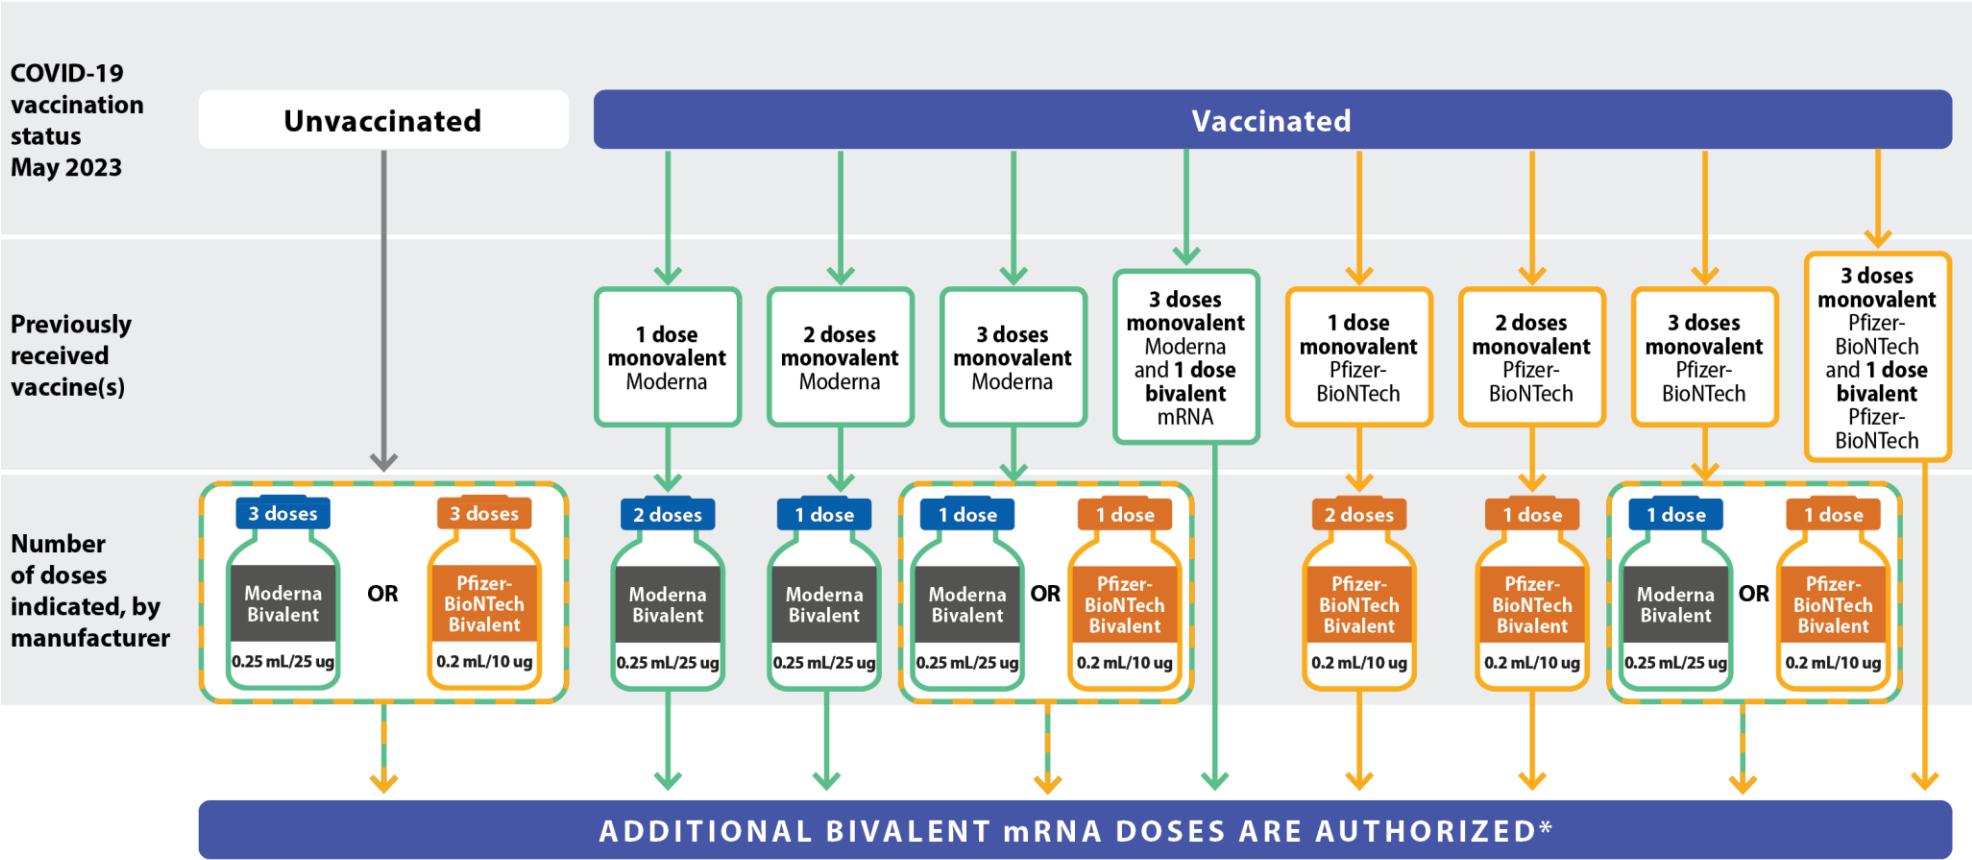 COVID-19
vaccination
status
May 2023
Unvaccinated
Vaccinated
Previously
received
vaccine(s)
1 dose
monovalent
Moderna
2 doses
monovalent
Moderna
3 doses
monovalent
Moderna
3 doses
monovalent
Moderna
and 1 dose
bivalent
mRNA
1 dose
monovalent
Pfizer-
BioNTech
2 doses
monovalent
Pfizer-
BioNTech
3 doses
monovalent
Pfizer-
BioNTech
3 doses
monovalent
Pfizer-
BioNTech
and 1 dose
bivalent
Pfizer-
BioNTech
Number
of doses
indicated, by
manufacturer
3 doses
Moderna
Bivalent
0.25 mL/25 ug
OR
3 doses
Pfizer-
BioNTech
Bivalent
0.2 mL/10 ug
2 doses
Moderna
Bivalent
0.25 mL/25 ug
1 dose
Moderna
Bivalent
0.25 mL/25 ug
1 dose
Moderna
Bivalent
0.25 mL/25 ug
OR
1 dose
Pfizer-
BioNTech
Bivalent
0.2 mL/10 ug
2 doses
Pfizer-
BioNTech
Bivalent
0.2 mL/10 ug
1 dose
Pfizer-
BioNTech
Bivalent
0.2 mL/10 ug
1 dose
Moderna
Bivalent
0.25 mL/25 ug
OR
1 dose
Pfizer-
BioNTech
Bivalent
0.2 mL/10 ug
ADDITIONAL BIVALENT mRNA DOSES ARE AUTHORIZED*